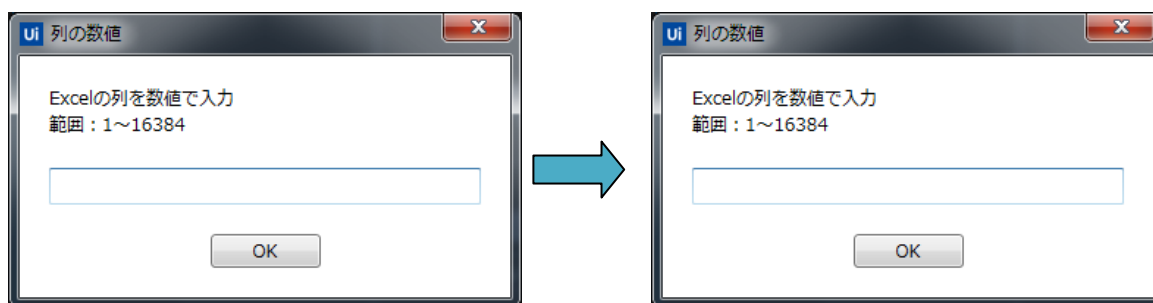 Ui 列の数値
Excelの列を数値で入力
範囲：1～16384
OK
Ui 列の数値
Excelの列を数値で入力
範囲：1～16384
OK